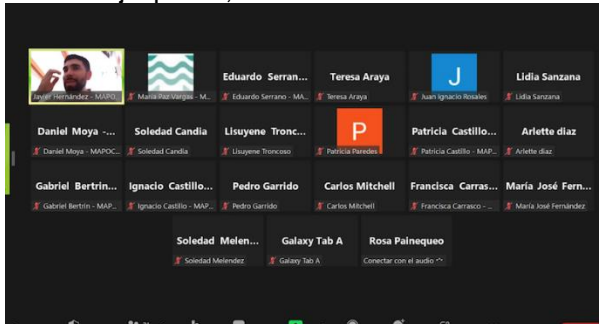 Eduardo Serran... Teresa Araya J Lidia Sanzana
Javier Hernández - MAPO... María Paz Vargas - M... Eduardo Serrano - MA... Teresa Araya Juan Ignacio Rosales Lidia Sanzana
Daniel Moya -... Soledad Candia Lisuyene Tronc... P Patricia Castillo... Arlette diaz
Daniel Moya - MAPOC... Soledad Candia Lisuyene Troncoso Patricia Paredes Patricia Castillo - MAP... Arlette diaz
Gabriel Bertrin... Ignacio Castillo... Pedro Garrido Carlos Mitchell Francisca Carras... María José Fern...
Gabriel Bertrin - MAP... Ignacio Castillo - MAP... Pedro Garrido Carlos Mitchell Francisca Carrasco - ... María José Fernández
Soledad Melen... Galaxy Tab A Rosa Painequeo
Soledad Melendez Galaxy Tab A Conectar con el audio